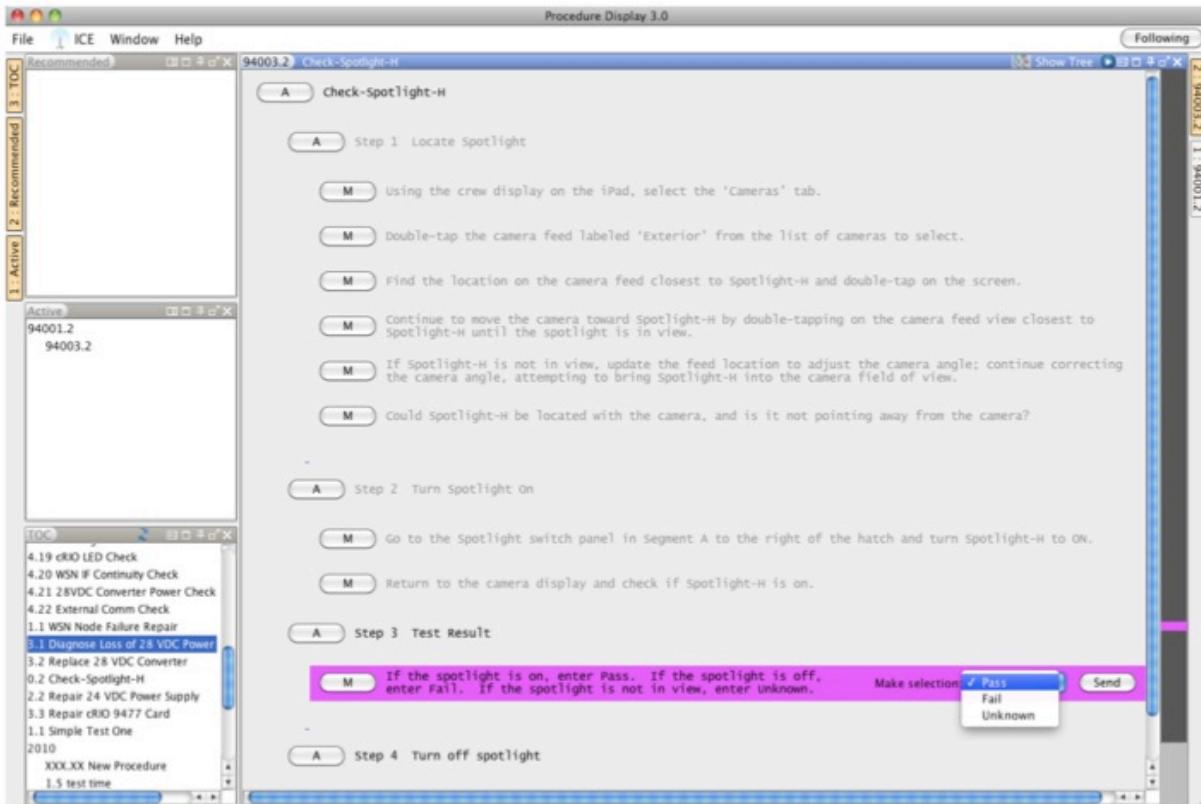 Procedure Display 3.0
File ICE Window Help Following
3 : TOC
2 : Recommended
1 : Active
Recommended
Active
94001.2
94003.2
TOC
4.19 cRIO LED Check
4.20 WSN IF Continuity Check
4.21 28VDC Converter Power Check
4.22 External Comm Check
1.1 WSN Node Failure Repair
3.1 Diagnose Loss of 28 VDC Power
3.2 Replace 28 VDC Converter
0.2 Check-Spotlight-H
2.2 Repair 24 VDC Power Supply
3.3 Repair cRIO 9477 Card
1.1 Simple Test One
2010
XXX.XX New Procedure
1.5 test time
94003.2 Check-Spotlight-H Show Tree
A Check-Spotlight-H
A Step 1 Locate Spotlight
M Using the crew display on the iPad, select the 'Cameras' tab.
M Double-tap the camera feed labeled 'Exterior' from the list of cameras to select.
M Find the location on the camera feed closest to Spotlight-H and double-tap on the screen.
M Continue to move the camera toward Spotlight-H by double-tapping on the camera feed view closest to
Spotlight-H until the spotlight is in view.
M If Spotlight-H is not in view, update the feed location to adjust the camera angle; continue correcting
the camera angle, attempting to bring Spotlight-H into the camera field of view.
M Could Spotlight-H be located with the camera, and is it not pointing away from the camera?
A Step 2 Turn Spotlight On
M Go to the Spotlight switch panel in Segment A to the right of the hatch and turn Spotlight-H to ON.
M Return to the camera display and check if Spotlight-H is on.
A Step 3 Test Result
M If the spotlight is on, enter Pass. If the spotlight is off,
enter Fail. If the spotlight is not in view, enter Unknown.
Make selection: ✓ Pass Send
Fail
Unknown
A Step 4 Turn off spotlight
2 : 94003.2
1 : 94001.2